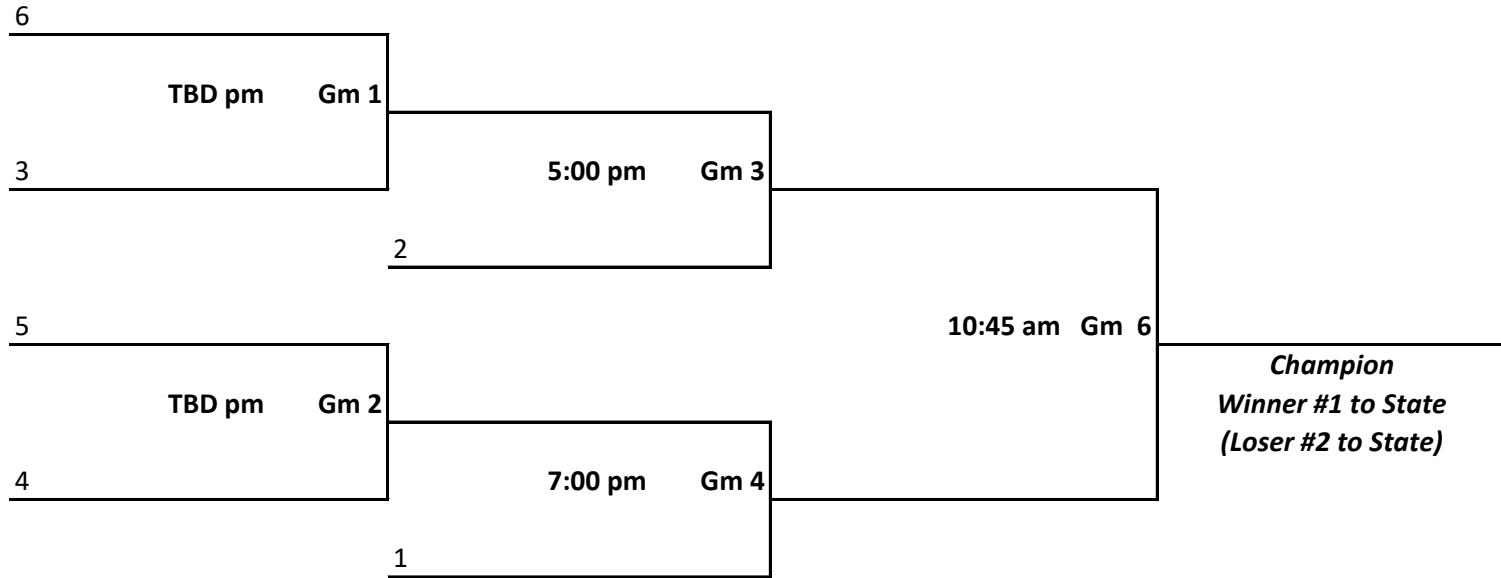 6
TBD pm Gm 1
3
5:00 pm Gm 3
2
5
10:45 am Gm 6
Champion
TBD pm Gm 2
Winner #1 to State
(Loser #2 to State)
4
7:00 pm Gm 4
1